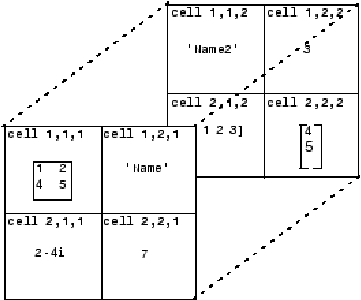 cell 1,1,2 cell 1,2,2
'Name2' 3
cell 2,1,2 cell 2,2,2
1 2 3] 4
5
cell 1,1,1 cell 1,2,1
1 2 'Name'
4 5
cell 2,1,1 cell 2,2,1
2-4i 7